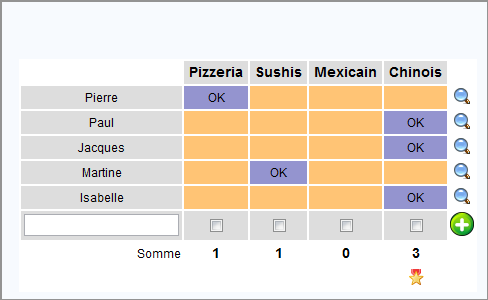 Pizzeria Sushis Mexicain Chinois
Pierre OK
Paul OK
Jacques OK
Martine OK
Isabelle OK
Somme 1 1 0 3